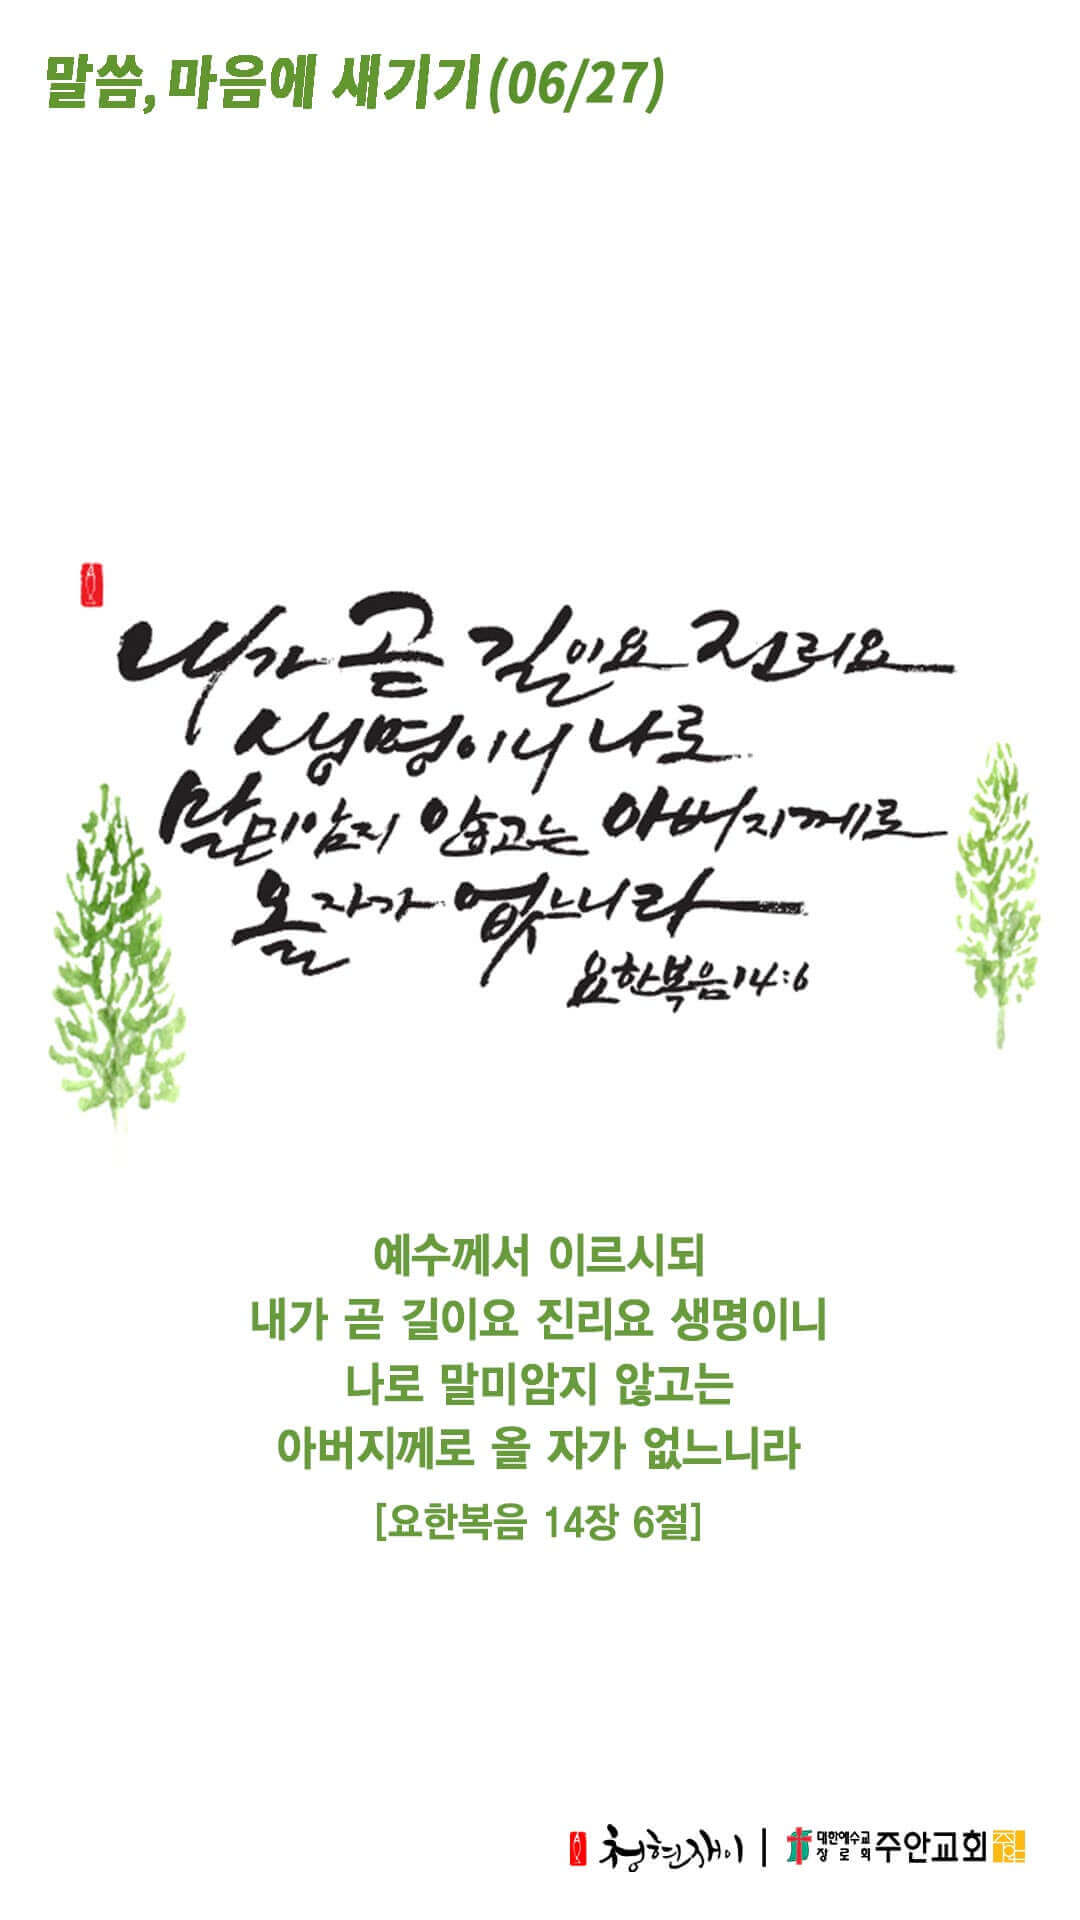 말씀, 마음에 새기기(06/27)
내가 곧 길이요 진리요
생명이니 나로
말미암지 않고는 아버지께로
올 자가 없느니라
요한복음14:6
예수께서 이르시되
내가 곧 길이요 진리요 생명이니
나로 말미암지 않고는
아버지께로 올 자가 없느니라
[요한복음 14장 6절]
청현재이 | 대한예수교
장로회 주안교회